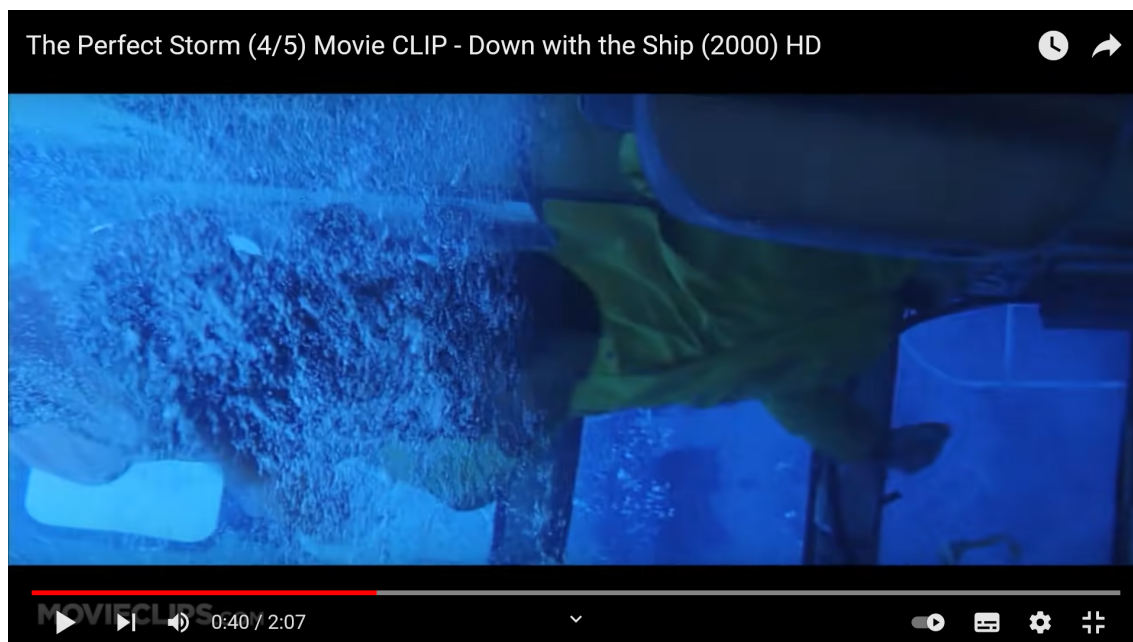 The Perfect Storm (4/5) Movie CLIP - Down with the Ship (2000) HD
MOVIECLIPS.COM
0:40 / 2:07